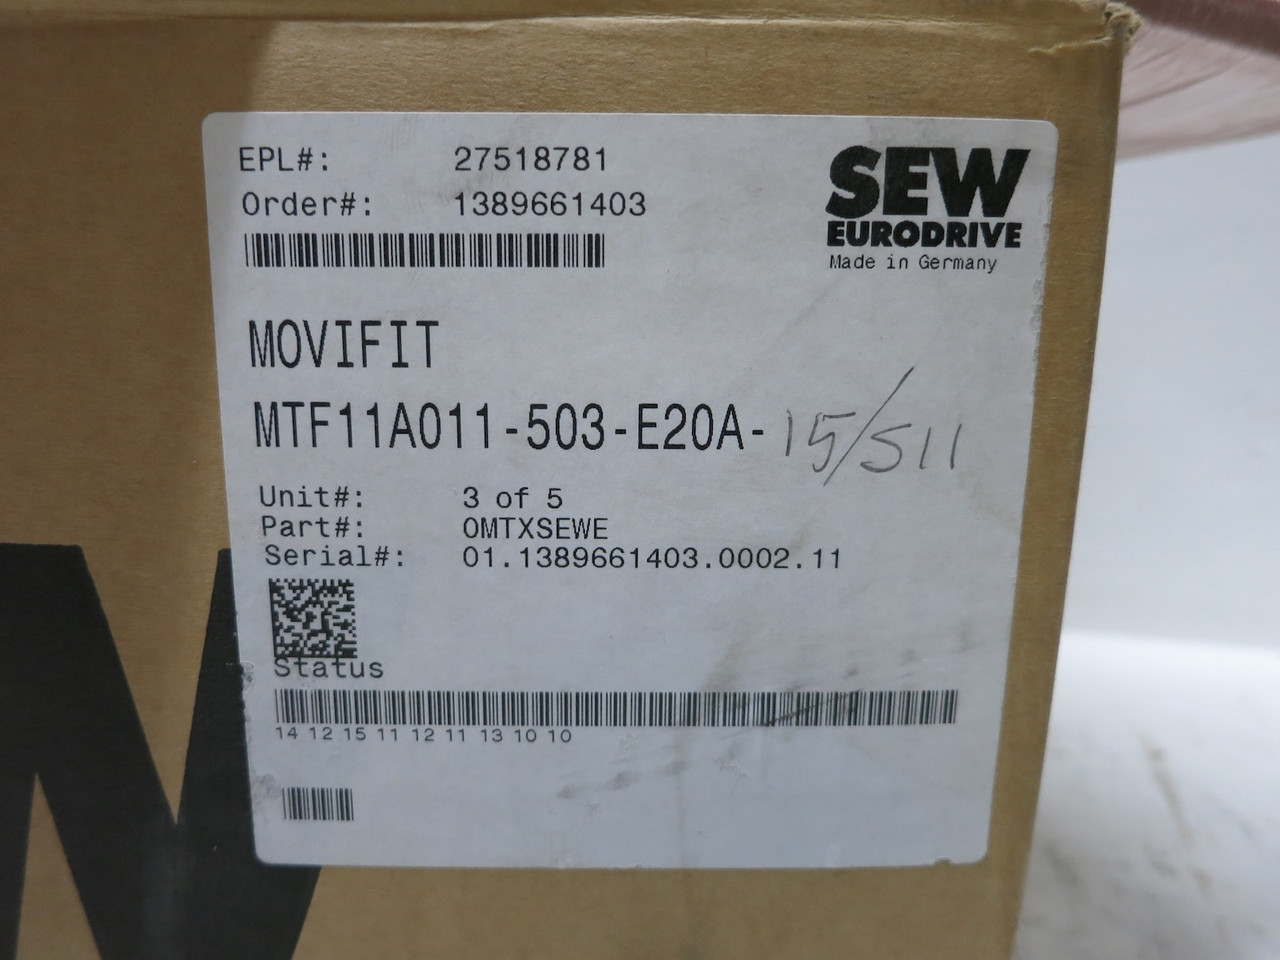 EPL#: 27518781
Order#: 1389661403
SEW
EURODRIVE
Made in Germany
MOVIFIT
MTF11A011-503-E20A-15/S11
Unit#: 3 of 5
Part#: OMTXSEWE
Serial#: 01.1389661403.0002.11
Status
14 12 15 11 12 11 13 10 10
W